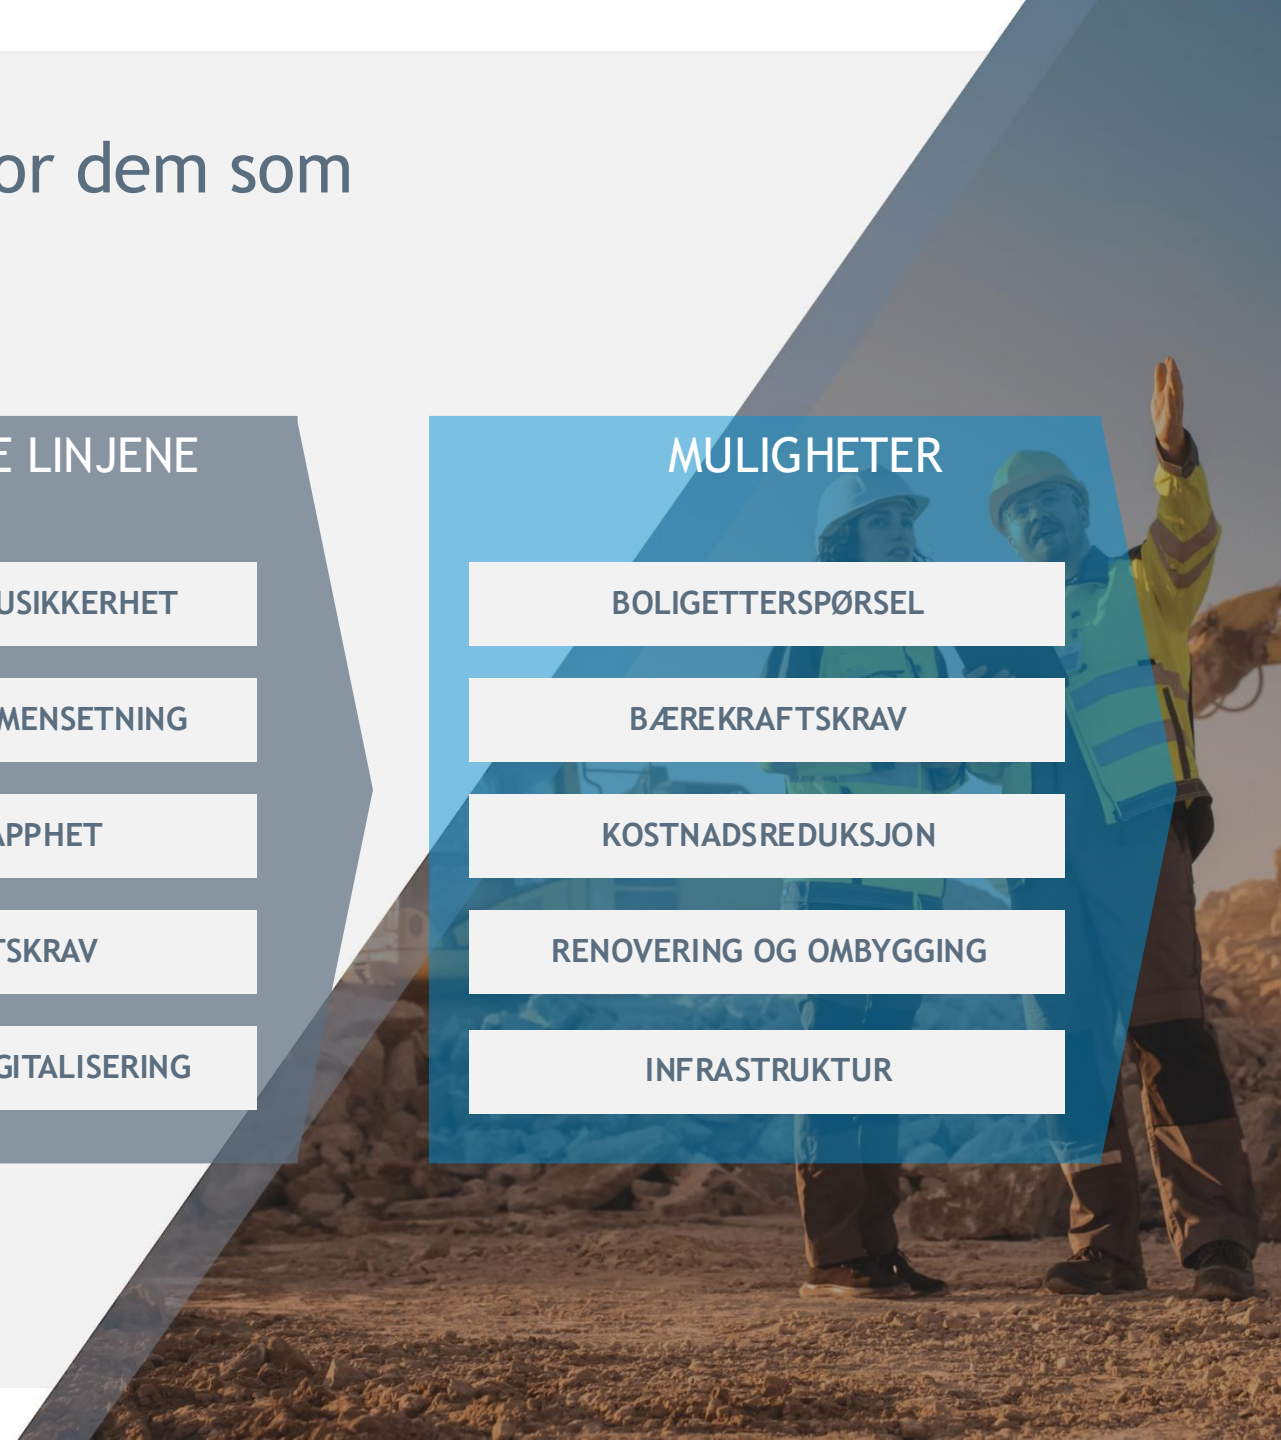 or dem som
E LINJENE
USIKKERHET
MENSETNING
APPHET
TSKRAV
GITALISERING
MULIGHETER
BOLIGETTERSPØRSEL
BÆREKRAFTSKRAV
KOSTNADSREDUKSJON
RENOVERING OG OMBYGGING
INFRASTRUKTUR